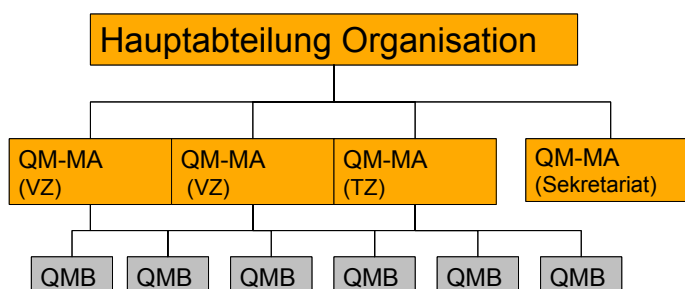 Hauptabteilung Organisation
QM-MA
(VZ)
QM-MA
(VZ)
QM-MA
(TZ)
QM-MA
(Sekretariat)
QMB
QMB
QMB
QMB
QMB
QMB